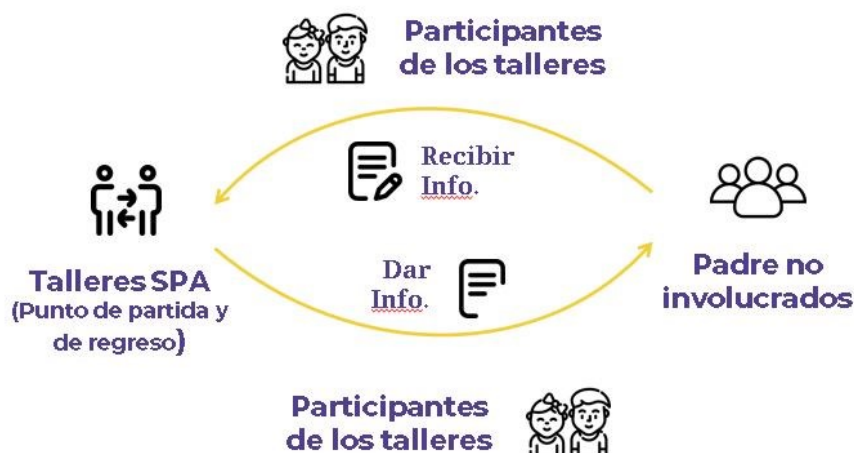 Participantes
de los talleres
Recibir
Info.
Talleres SPA
(Punto de partida y
de regreso)
Dar
Info.
Padre no
involucrados
Participantes
de los talleres